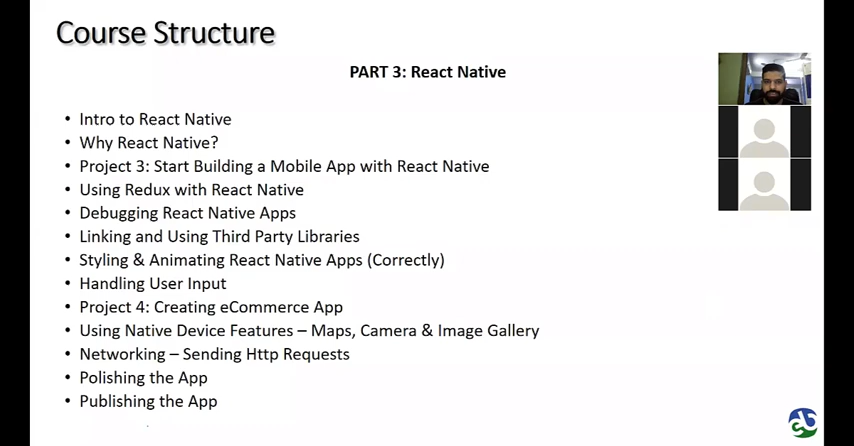 Course Structure
PART 3: React Native
• Intro to React Native
• Why React Native?
• Project 3: Start Building a Mobile App with React Native
• Using Redux with React Native
• Debugging React Native Apps
• Linking and Using Third Party Libraries
• Styling & Animating React Native Apps (Correctly)
• Handling User Input
• Project 4: Creating eCommerce App
• Using Native Device Features – Maps, Camera & Image Gallery
• Networking – Sending Http Requests
• Polishing the App
• Publishing the App